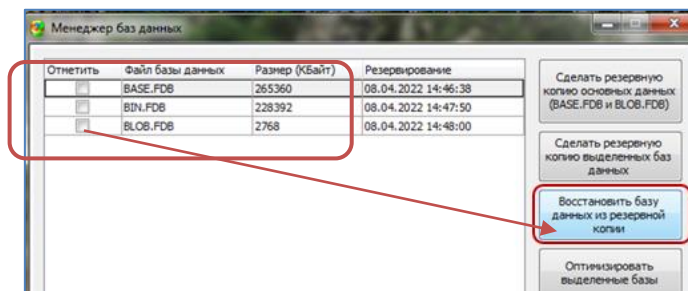 Менеджер баз данных
Отметить Файл базы данных Размер (КБайт) Резервирование
BASE.FDB 265360 08.04.2022 14:46:38
BIN.FDB 228392 08.04.2022 14:47:50
BLOB.FDB 2768 08.04.2022 14:48:00
Сделать резервную
копию основных данных
(BASE.FDB и BLOB.FDB)
Сделать резервную
копию выделенных баз
данных
Восстановить базу
данных из резервной
копии
Оптимизировать
выделенные базы